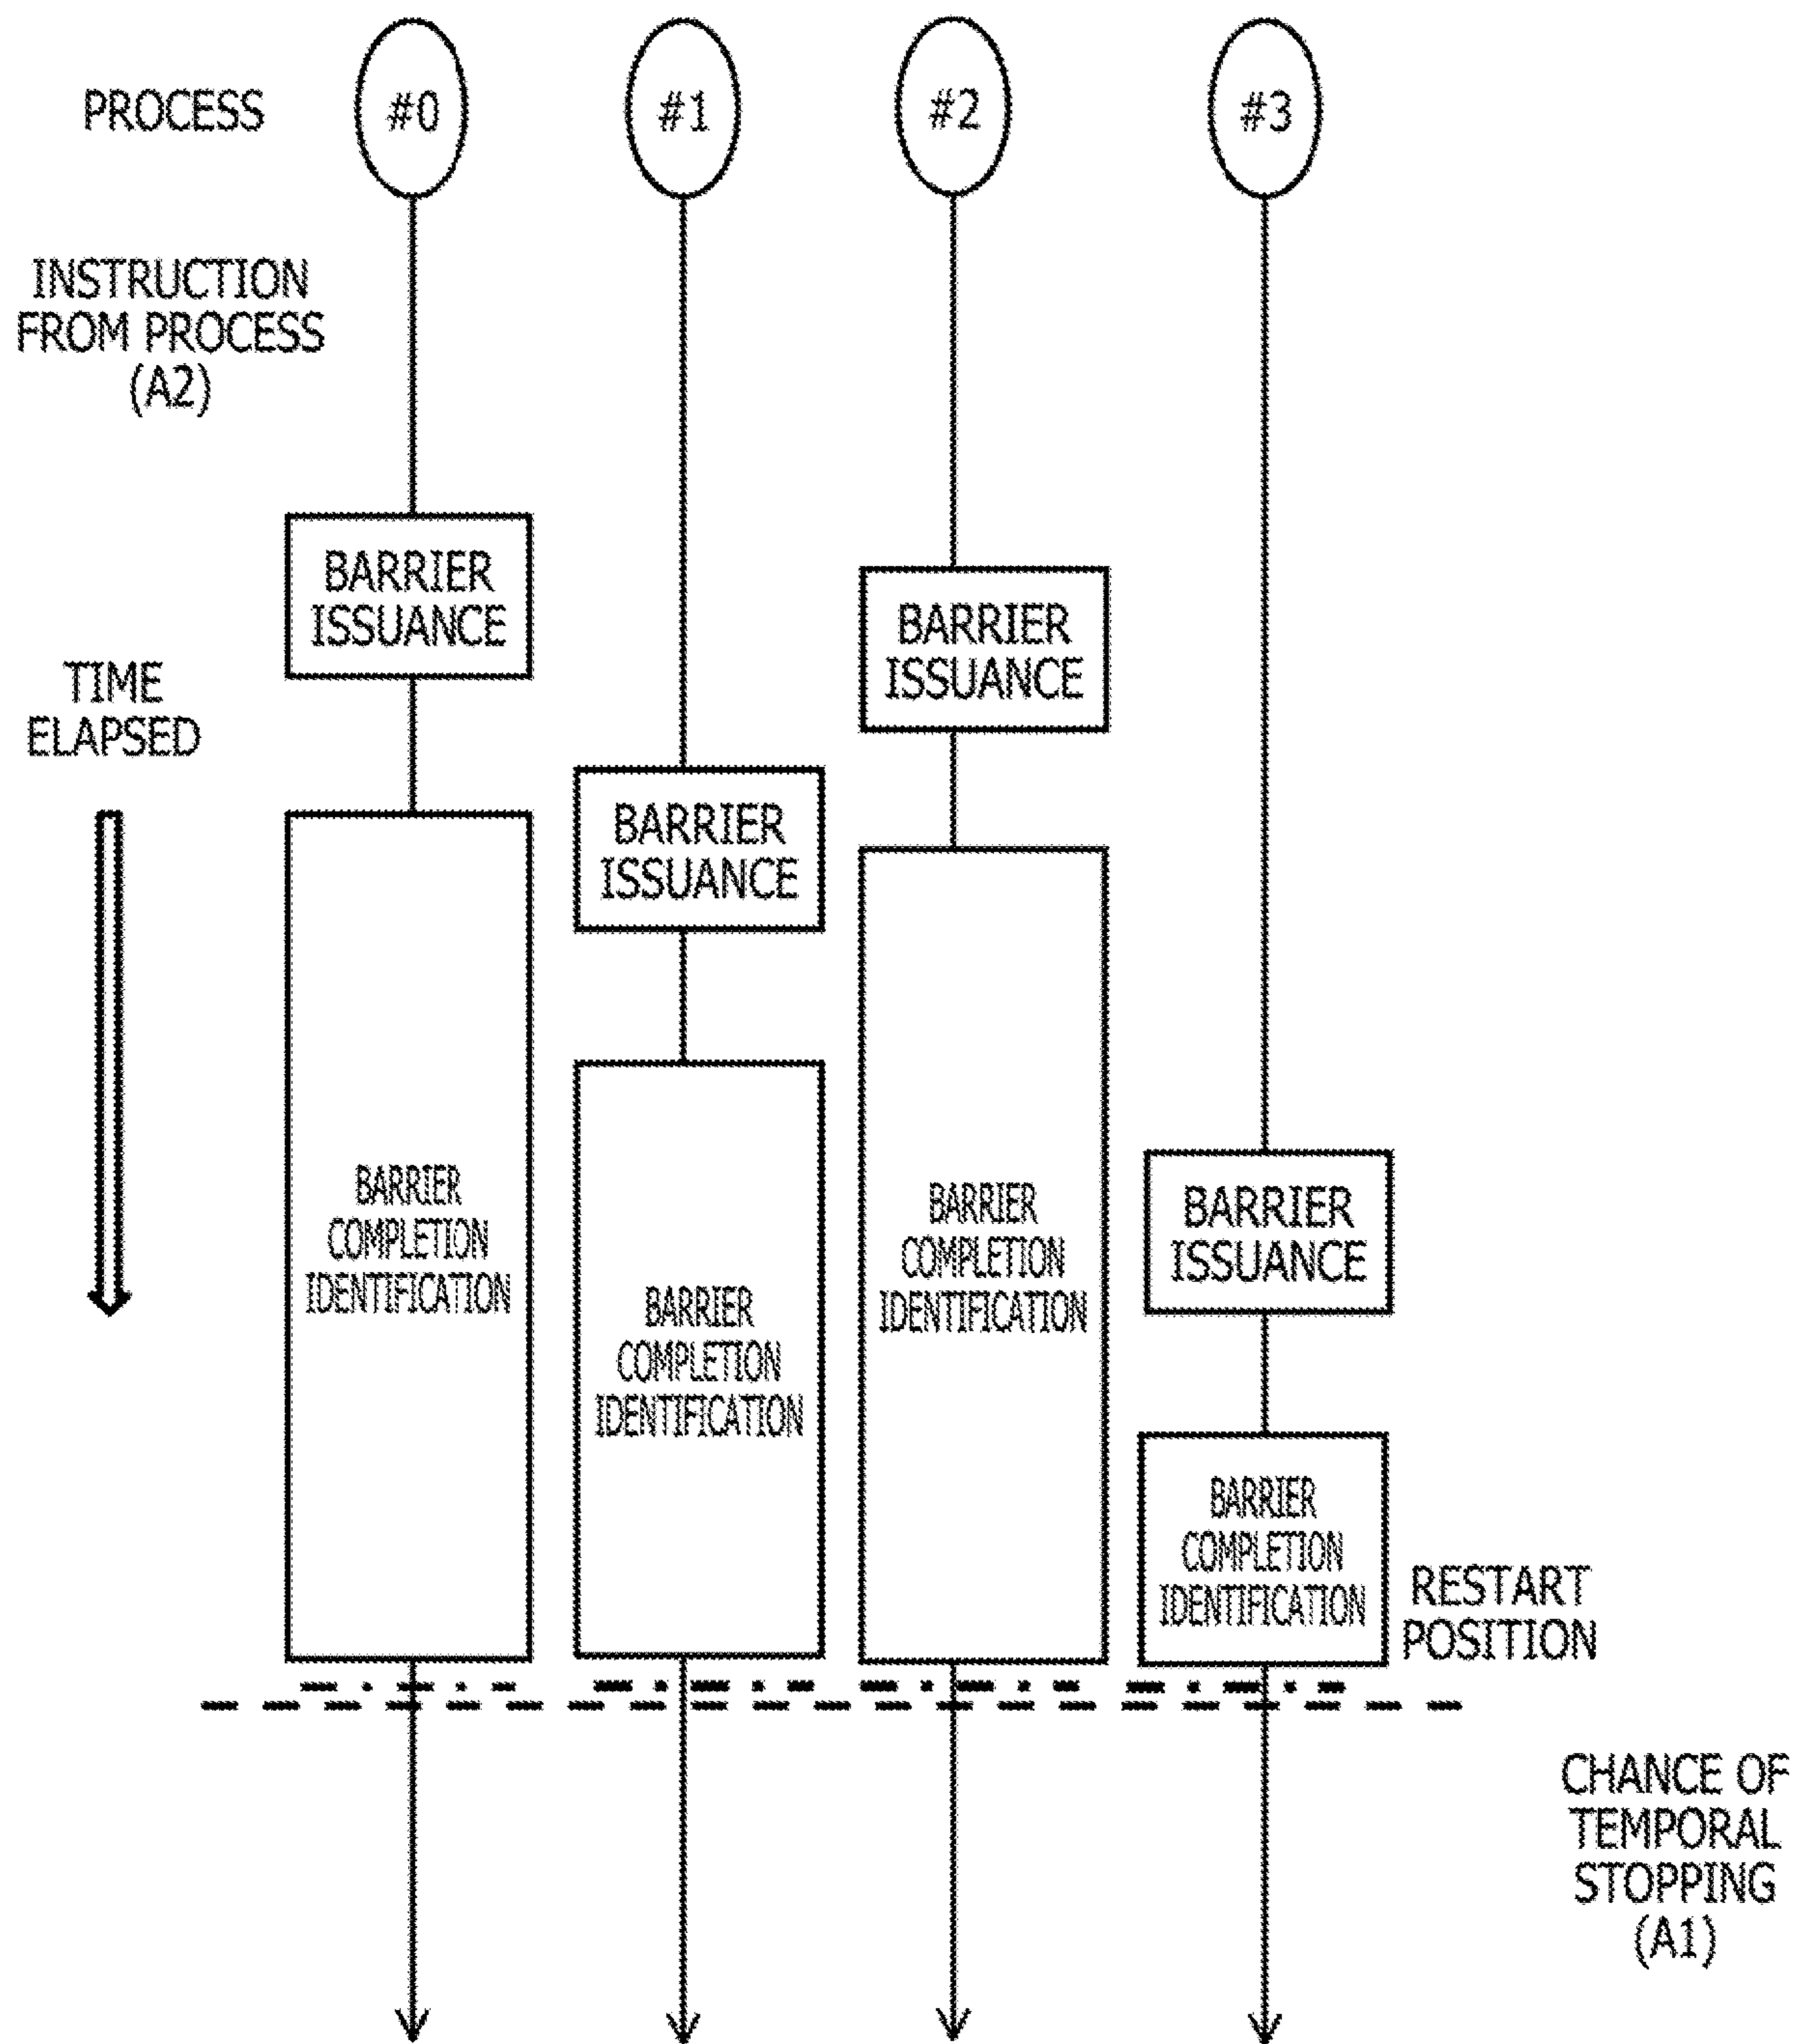 PROCESS
#0
#1
#2
#3
INSTRUCTION
FROM PROCESS
(A2)
BARRIER
ISSUANCE
BARRIER
ISSUANCE
TIME
ELAPSED
BARRIER
ISSUANCE
BARRIER
COMPLETION
IDENTIFICATION
BARRIER
COMPLETION
IDENTIFICATION
BARRIER
COMPLETION
IDENTIFICATION
BARRIER
ISSUANCE
BARRIER
COMPLETION
IDENTIFICATION
RESTART
POSITION
CHANCE OF
TEMPORAL
STOPPING
(A1)